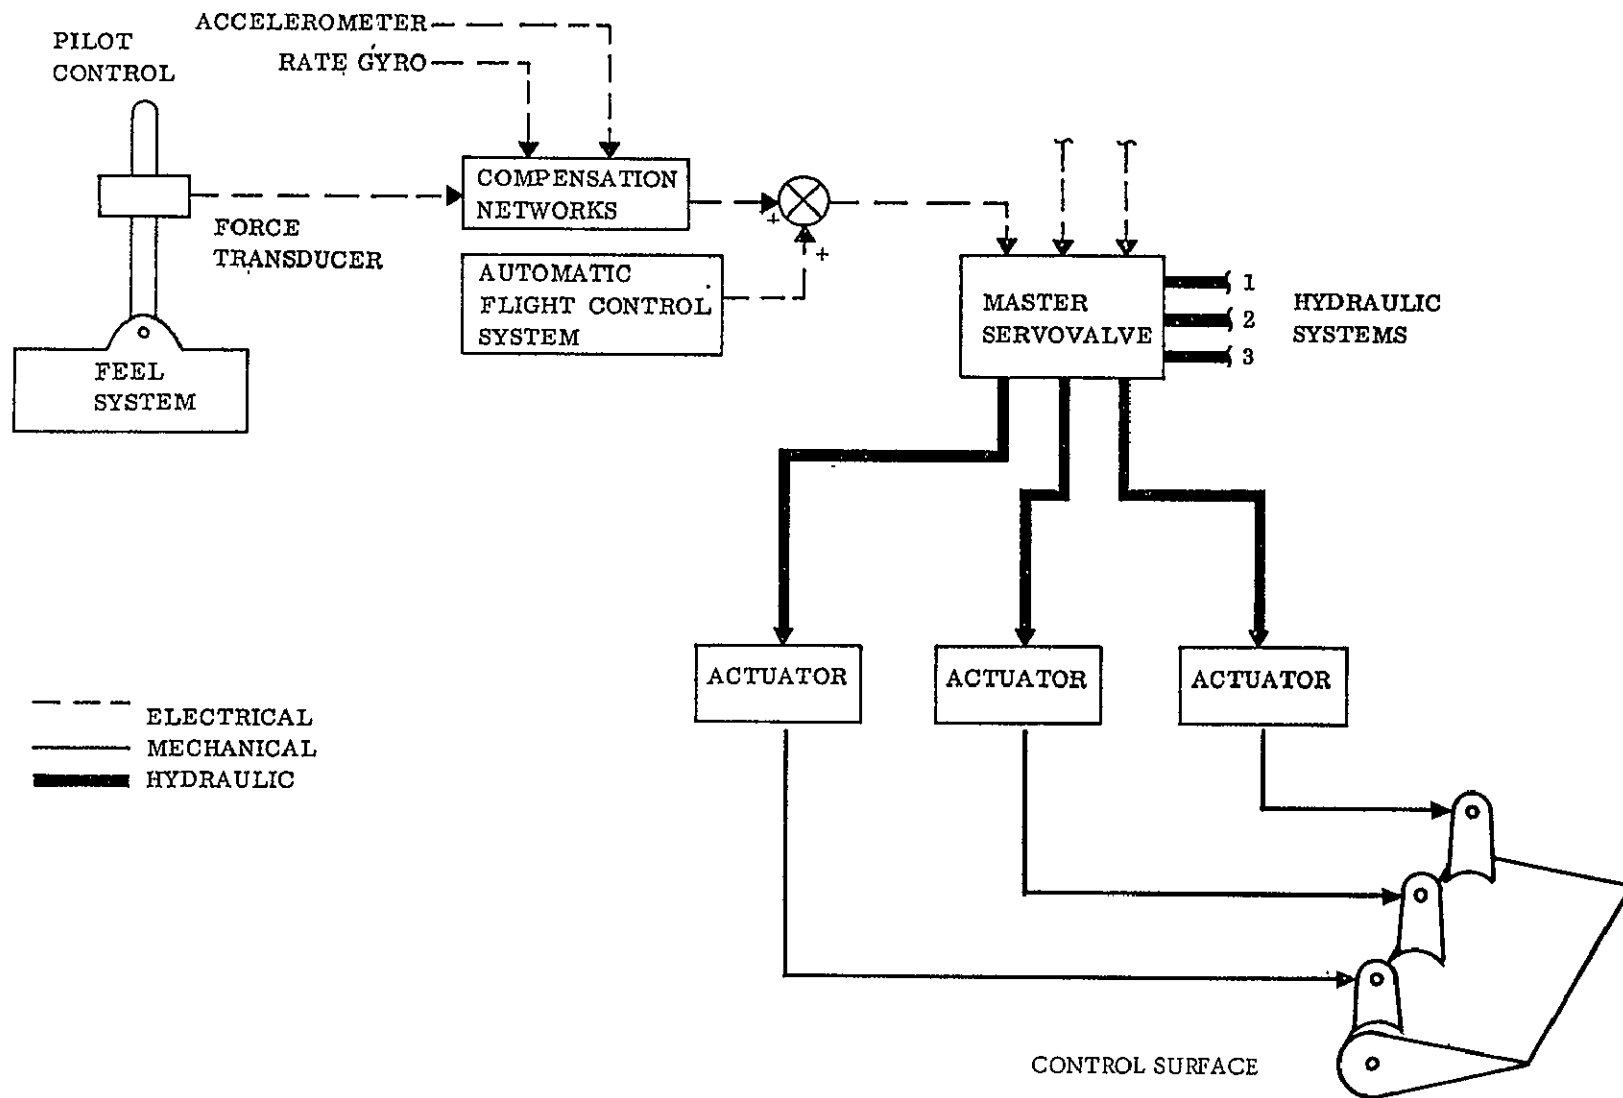 ACCELEROMETER
RATE GYRO
PILOT
CONTROL
COMPENSATION
NETWORKS
+
+
FORCE
TRANSDUCER
AUTOMATIC
FLIGHT CONTROL
SYSTEM
MASTER
SERVOVALVE
1
2
3
HYDRAULIC
SYSTEMS
FEEL
SYSTEM
ACTUATOR
ACTUATOR
ACTUATOR
ELECTRICAL
MECHANICAL
HYDRAULIC
CONTROL SURFACE